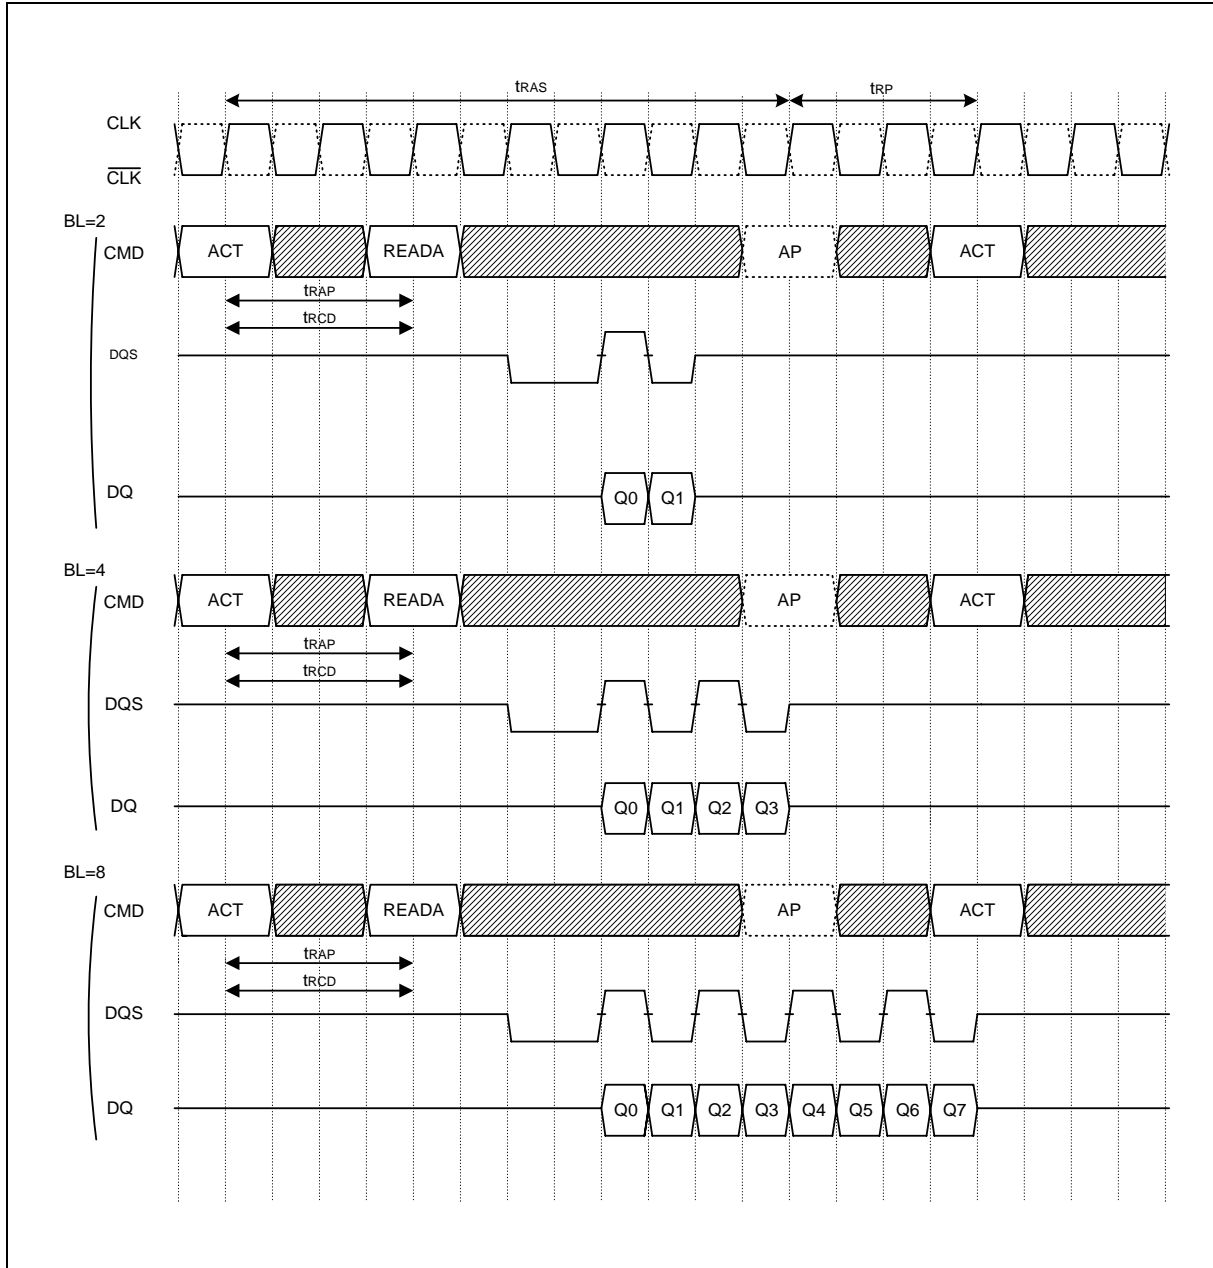 tRAS tRP
CLK
CLK
BL=2
CMD ACT READA AP ACT
tRAP
tRCD
DQS
DQ Q0 Q1
BL=4
CMD ACT READA AP ACT
tRAP
tRCD
DQS
DQ Q0 Q1 Q2 Q3
BL=8
CMD ACT READA AP ACT
tRAP
tRCD
DQS
DQ Q0 Q1 Q2 Q3 Q4 Q5 Q6 Q7